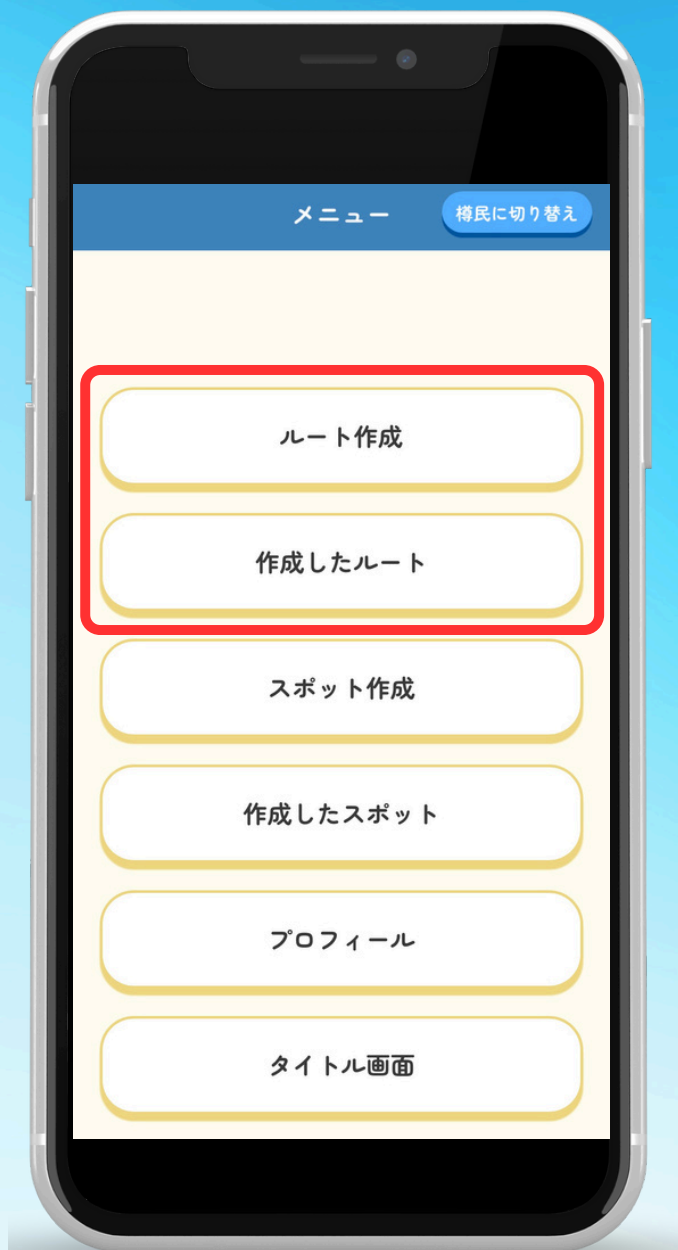 メニュー
樽民に切り替え
ルート作成
作成したルート
スポット作成
作成したスポット
プロフィール
タイトル画面